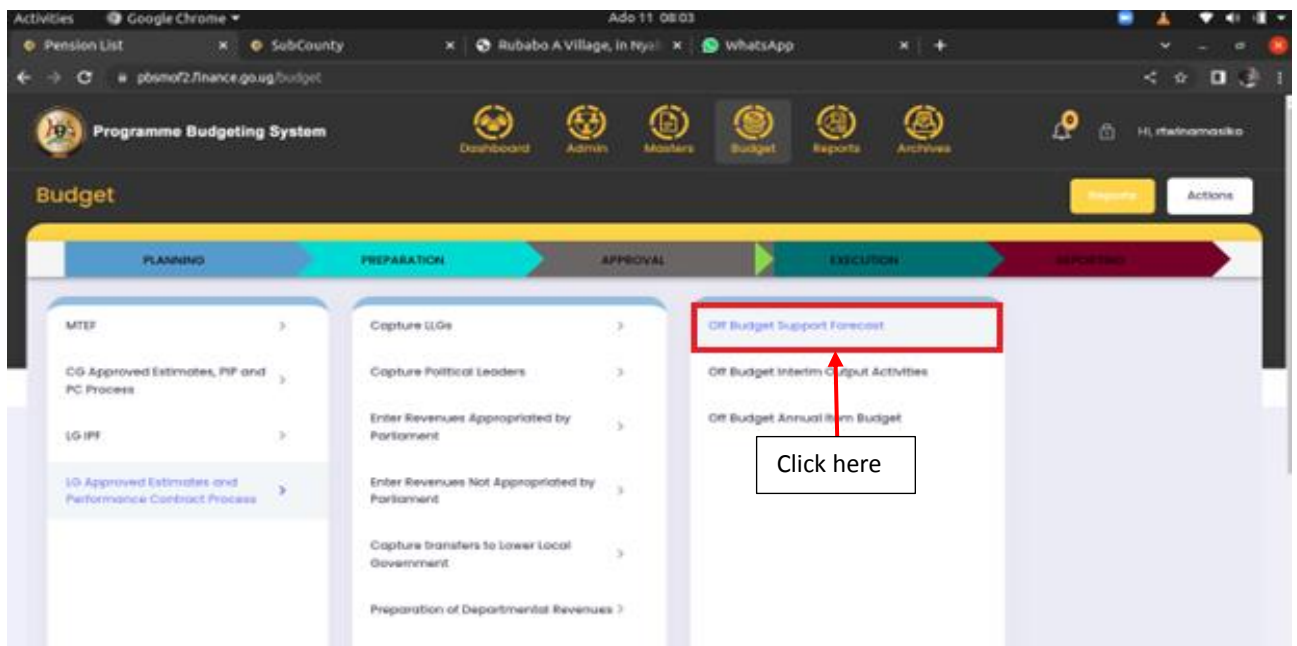 Activities Google Chrome Ado 11 08:03
Pension List × SubCounty × Rubabo A Village, in Nya × WhatsApp × +
pbsmof2.finance.go.ug/budget
Programme Budgeting System
Dashboard Admin Masters Budget Reports Archives
0
Hi, rtwinamasiko
Budget
Reports Actions
PLANNING PREPARATION APPROVAL EXECUTION REPORTING
MTEF
CG Approved Estimates, PIP and
PC Process
LG IPF
LG Approved Estimates and
Performance Contract Process
Capture LLGs
Capture Political Leaders
Enter Revenues Appropriated by
Parliament
Enter Revenues Not Appropriated by
Parliament
Capture transfers to Lower Local
Government
Preparation of Departmental Revenues
Off Budget Support Forecast
Off Budget Interim Output Activities
Off Budget Annual Item Budget
Click here